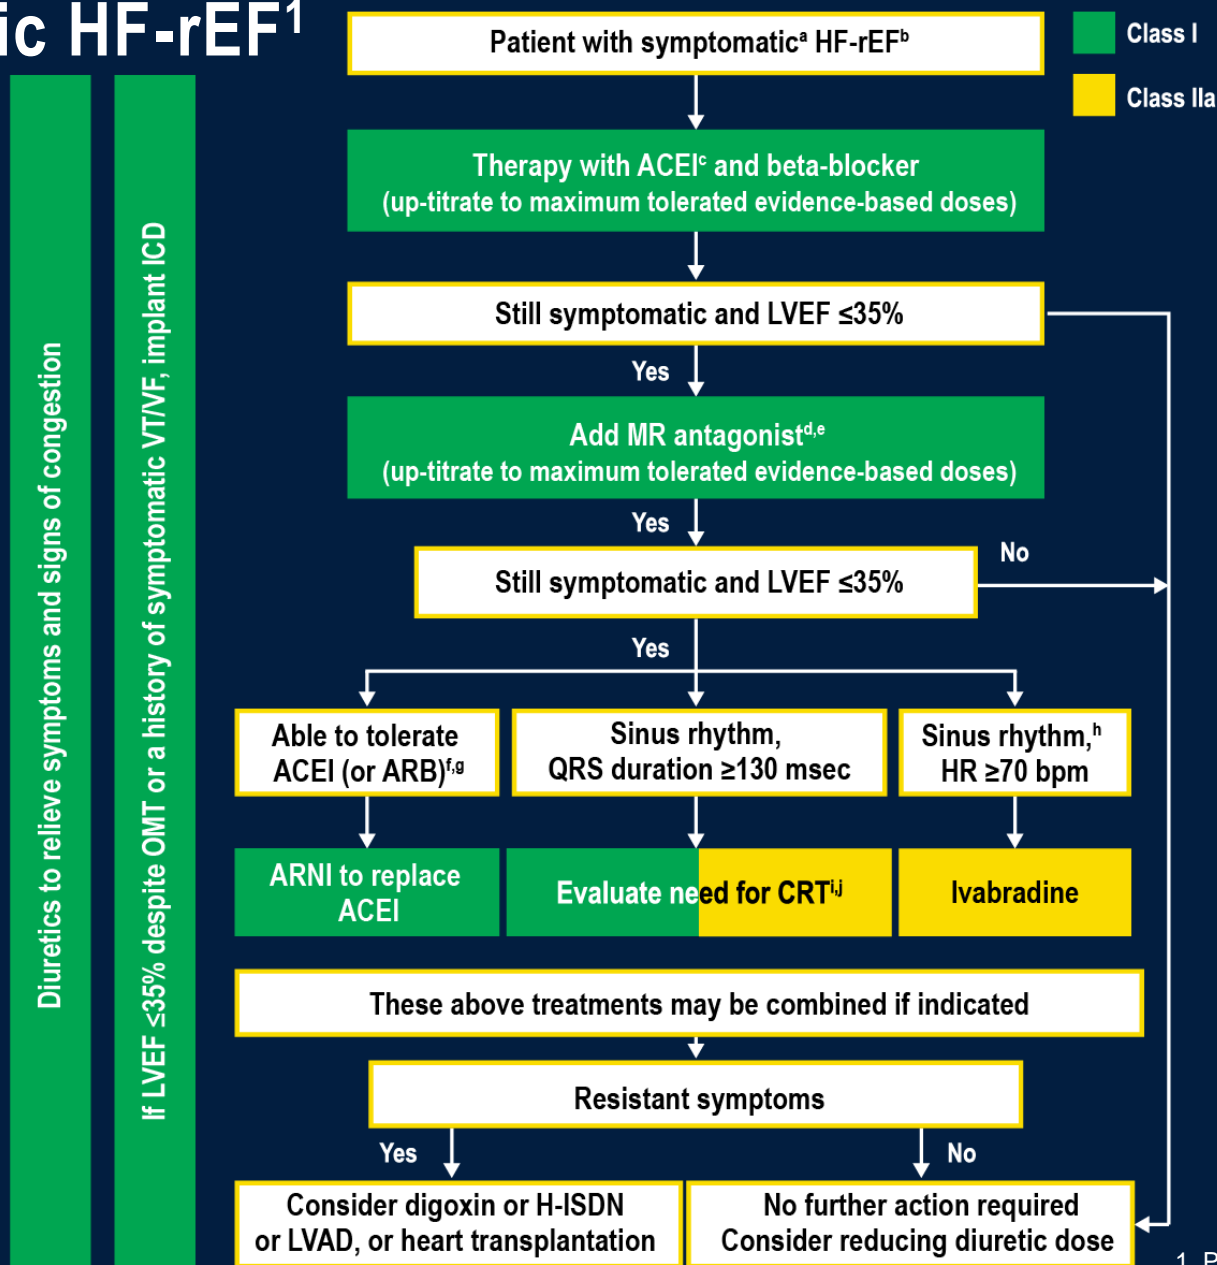 ic HF-rEF¹
Class I
Class IIa
Diuretics to relieve symptoms and signs of congestion
If LVEF ≤35% despite OMT or a history of symptomatic VT/VF, implant ICD
Patient with symptomaticᵃ HF-rEFᵇ
Therapy with ACEIᶜ and beta-blocker
(up-titrate to maximum tolerated evidence-based doses)
Still symptomatic and LVEF ≤35%
Yes
Add MR antagonistᵈ,ᵉ
(up-titrate to maximum tolerated evidence-based doses)
Yes
Still symptomatic and LVEF ≤35%
No
Yes
Able to tolerate
ACEI (or ARB)ᶠ,ᵍ
Sinus rhythm,
QRS duration ≥130 msec
Sinus rhythm,ʰ
HR ≥70 bpm
ARNI to replace
ACEI
Evaluate need for CRTⁱ,ʲ
Ivabradine
These above treatments may be combined if indicated
Resistant symptoms
Yes
No
Consider digoxin or H-ISDN
or LVAD, or heart transplantation
No further action required
Consider reducing diuretic dose
1. P